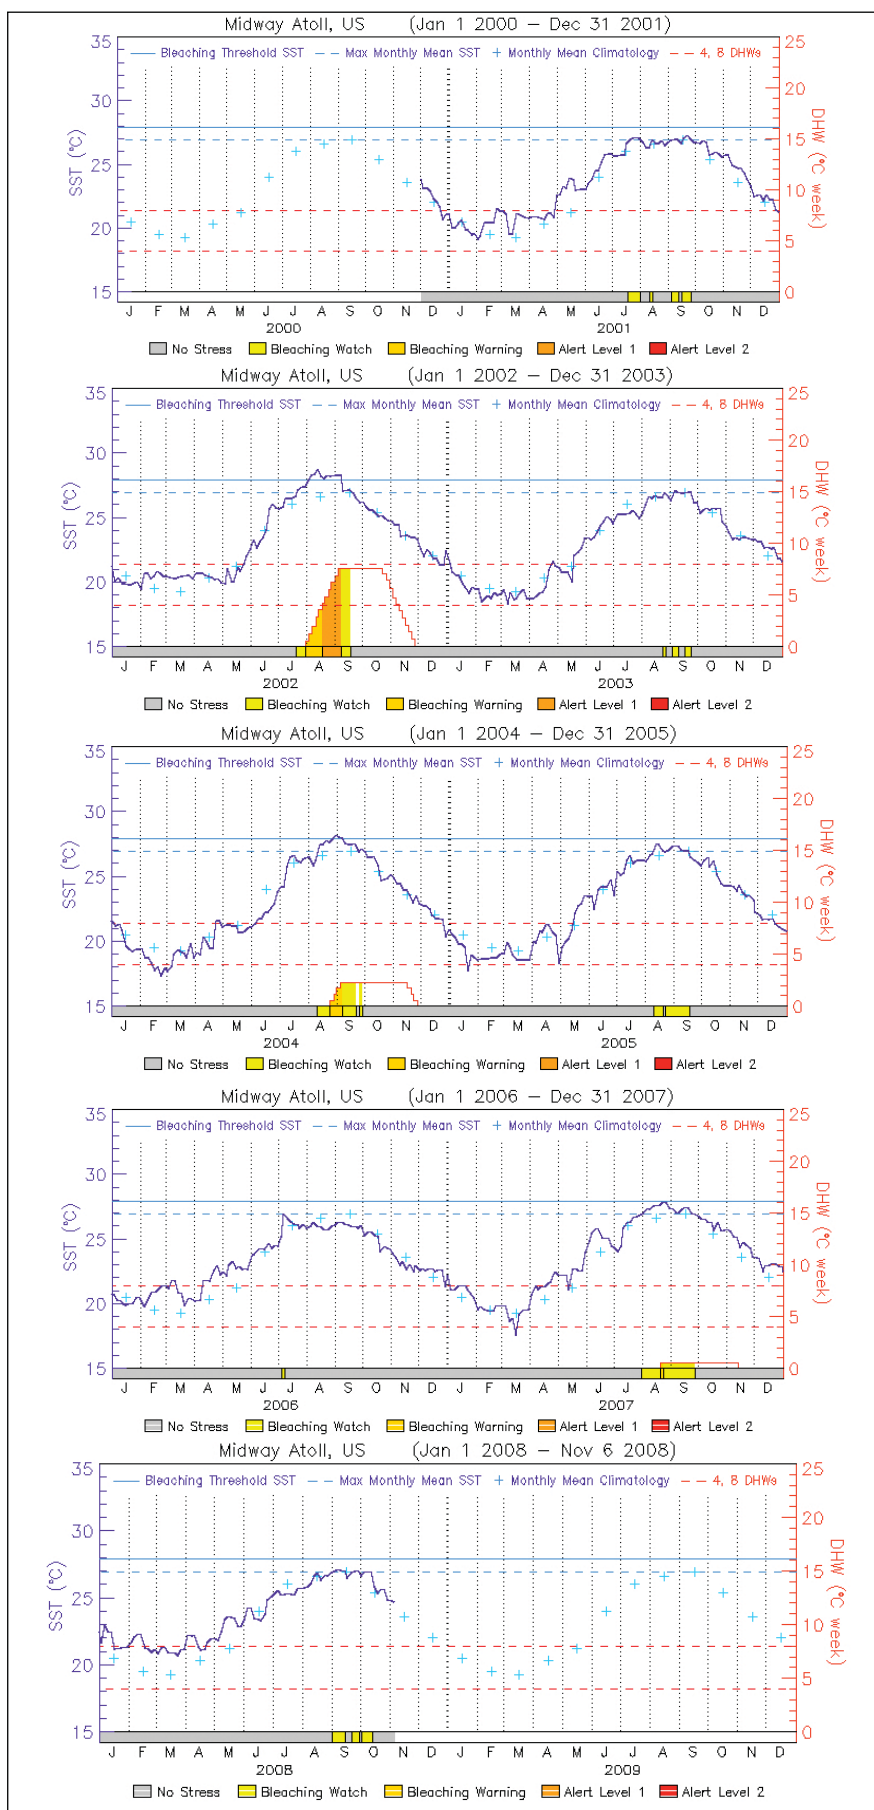 Midway Atoll, US (Jan 1 2000 – Dec 31 2001)
Bleaching Threshold SST Max Monthly Mean SST Monthly Mean Climatology 4, 8 DHWs
SST (°C)
35
30
25
20
15
DHW (°C week)
25
20
15
10
5
0
J F M A M J J A S O N D J F M A M J J A S O N D
2000 2001
No Stress Bleaching Watch Bleaching Warning Alert Level 1 Alert Level 2
Midway Atoll, US (Jan 1 2002 – Dec 31 2003)
Bleaching Threshold SST Max Monthly Mean SST Monthly Mean Climatology 4, 8 DHWs
SST (°C)
35
30
25
20
15
DHW (°C week)
25
20
15
10
5
0
J F M A M J J A S O N D J F M A M J J A S O N D
2002 2003
No Stress Bleaching Watch Bleaching Warning Alert Level 1 Alert Level 2
Midway Atoll, US (Jan 1 2004 – Dec 31 2005)
Bleaching Threshold SST Max Monthly Mean SST Monthly Mean Climatology 4, 8 DHWs
SST (°C)
35
30
25
20
15
DHW (°C week)
25
20
15
10
5
0
J F M A M J J A S O N D J F M A M J J A S O N D
2004 2005
No Stress Bleaching Watch Bleaching Warning Alert Level 1 Alert Level 2
Midway Atoll, US (Jan 1 2006 – Dec 31 2007)
Bleaching Threshold SST Max Monthly Mean SST Monthly Mean Climatology 4, 8 DHWs
SST (°C)
35
30
25
20
15
DHW (°C week)
25
20
15
10
5
0
J F M A M J J A S O N D J F M A M J J A S O N D
2006 2007
No Stress Bleaching Watch Bleaching Warning Alert Level 1 Alert Level 2
Midway Atoll, US (Jan 1 2008 – Nov 6 2008)
Bleaching Threshold SST Max Monthly Mean SST Monthly Mean Climatology 4, 8 DHWs
SST (°C)
35
30
25
20
15
DHW (°C week)
25
20
15
10
5
0
J F M A M J J A S O N D J F M A M J J A S O N D
2008 2009
No Stress Bleaching Watch Bleaching Warning Alert Level 1 Alert Level 2